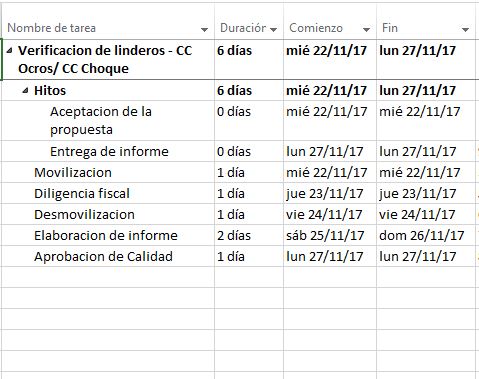 Nombre de tarea Duración Comienzo Fin
Verificacion de linderos - CC 6 días mié 22/11/17 lun 27/11/17
Ocros/ CC Choque
Hitos 6 días mié 22/11/17 lun 27/11/17
Aceptacion de la 0 días mié 22/11/17 mié 22/11/17
propuesta
Entrega de informe 0 días lun 27/11/17 lun 27/11/17
Movilizacion 1 día mié 22/11/17 mié 22/11/17
Diligencia fiscal 1 día jue 23/11/17 jue 23/11/17
Desmovilizacion 1 día vie 24/11/17 vie 24/11/17
Elaboracion de informe 2 días sáb 25/11/17 dom 26/11/17
Aprobacion de Calidad 1 día lun 27/11/17 lun 27/11/17